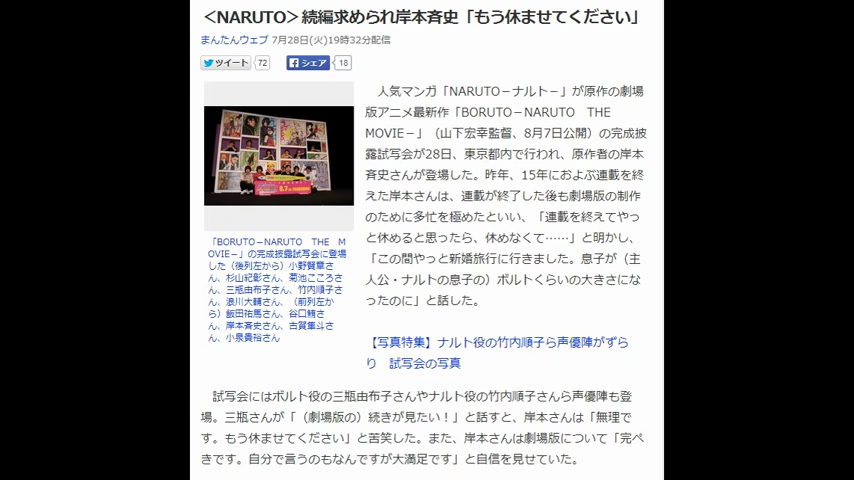 ＜NARUTO＞続編求められ岸本斉史「もう休ませてください」
まんたんウェブ 7月28日(火)19時32分配信
ツイート 72 シェア 18
人気マンガ「NARUTO－ナルト－」が原作の劇場
版アニメ最新作「BORUTO－NARUTO THE
MOVIE－」（山下宏幸監督、8月7日公開）の完成披
露試写会が28日、東京都内で行われ、原作者の岸本
斉史さんが登場した。昨年、15年におよぶ連載を終
えた岸本さんは、連載が終了した後も劇場版の制作
のために多忙を極めたといい、「連載を終えてやっ
と休めると思ったら、休めなくて……」と明かし、
「この間やっと新婚旅行に行きました。息子が（主
人公・ナルトの息子の）ボルトくらいの大きさにな
ったのに」と話した。
「BORUTO－NARUTO THE M
OVIE－」の完成披露試写会に登場
した（後列左から）小野賢章さ
ん、杉山紀彰さん、菊池こころさ
ん、三瓶由布子さん、竹内順子さ
ん、浪川大輔さん、（前列左か
ら）飯田祐馬さん、谷口鮪さ
ん、岸本斉史さん、古賀隼斗さ
ん、小泉貴裕さん
【写真特集】ナルト役の竹内順子ら声優陣がずら
り 試写会の写真
試写会にはボルト役の三瓶由布子さんやナルト役の竹内順子さんら声優陣も登
場。三瓶さんが「（劇場版の）続きが見たい！」と話すと、岸本さんは「無理で
す。もう休ませてください」と苦笑した。また、岸本さんは劇場版について「完ぺ
きです。自分で言うのもなんですが大満足です」と自信を見せていた。